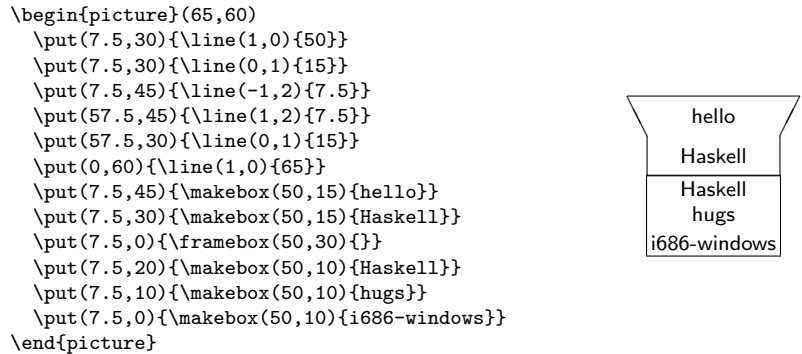 \begin{picture}(65,60)
  \put(7.5,30){\line(1,0){50}}
  \put(7.5,30){\line(0,1){15}}
  \put(7.5,45){\line(-1,2){7.5}}
  \put(57.5,45){\line(1,2){7.5}}
  \put(57.5,30){\line(0,1){15}}
  \put(0,60){\line(1,0){65}}
  \put(7.5,45){\makebox(50,15){hello}}
  \put(7.5,30){\makebox(50,15){Haskell}}
  \put(7.5,0){\framebox(50,30){}}
  \put(7.5,20){\makebox(50,10){Haskell}}
  \put(7.5,10){\makebox(50,10){hugs}}
  \put(7.5,0){\makebox(50,10){i686-windows}}
\end{picture}
hello
Haskell
Haskell
hugs
i686-windows